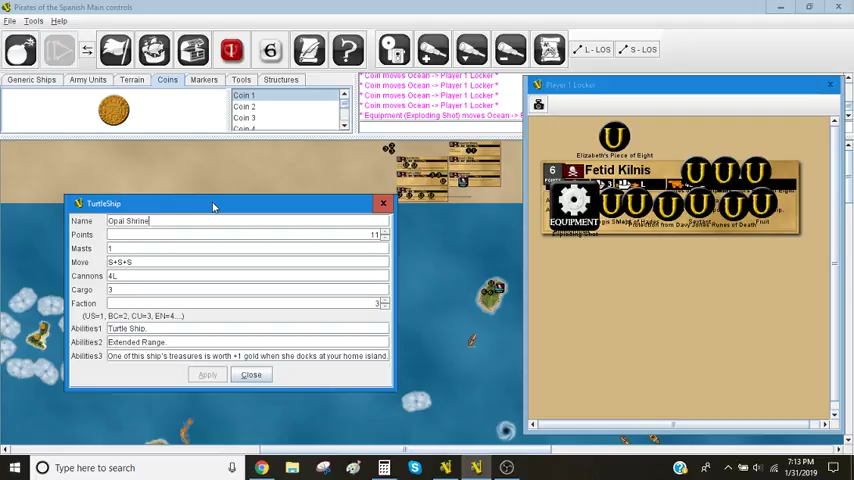 Pirates of the Spanish Main controls
File Tools Help
6
?
L - LOS
S - LOS
Generic Ships Army Units Terrain Coins Markers Tools Structures
Coin 1
Coin 2
Coin 3
Coin 4
* Coin moves Ocean -> Player 1 Locker *
* Coin moves Ocean -> Player 1 Locker *
* Coin moves Ocean -> Player 1 Locker *
* Equipment (Exploding Shot) moves Ocean -> P
Player 1 Locker
U
Elizabeth's Piece of Eight
6
Fetid Kilnis
U U U
EQUIPMENT
U U U U U U
Protection from Davy Jones Runes of Death
Fruit
Exploding Shot
TurtleShip
Name Opal Shrine
Points 11
Masts 1
Move S+S+S
Cannons 4L
Cargo 3
Faction 3
(US=1, BC=2, CU=3, EN=4...)
Abilities1 Turtle Ship.
Abilities2 Extended Range.
Abilities3 One of this ship's treasures is worth +1 gold when she docks at your home island.
Apply Close
Type here to search
7:13 PM
1/31/2019